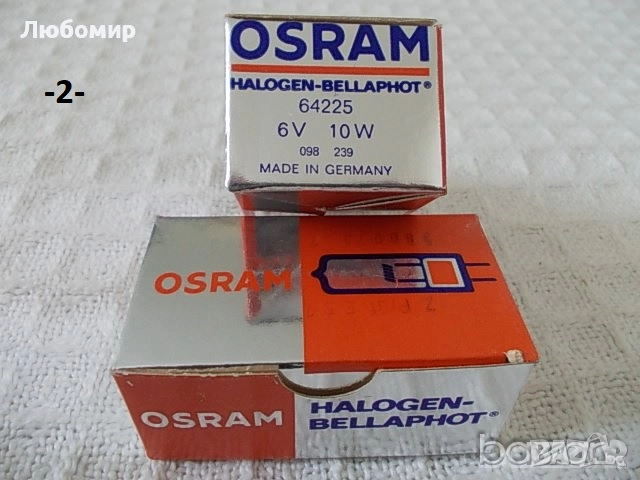 Любомир
-2-
OSRAM
HALOGEN-BELLAPHOT®
64225
6V 10W
098 239
MADE IN GERMANY
OSRAM
OSRAM
HALOGEN-
BELLAPHOT®